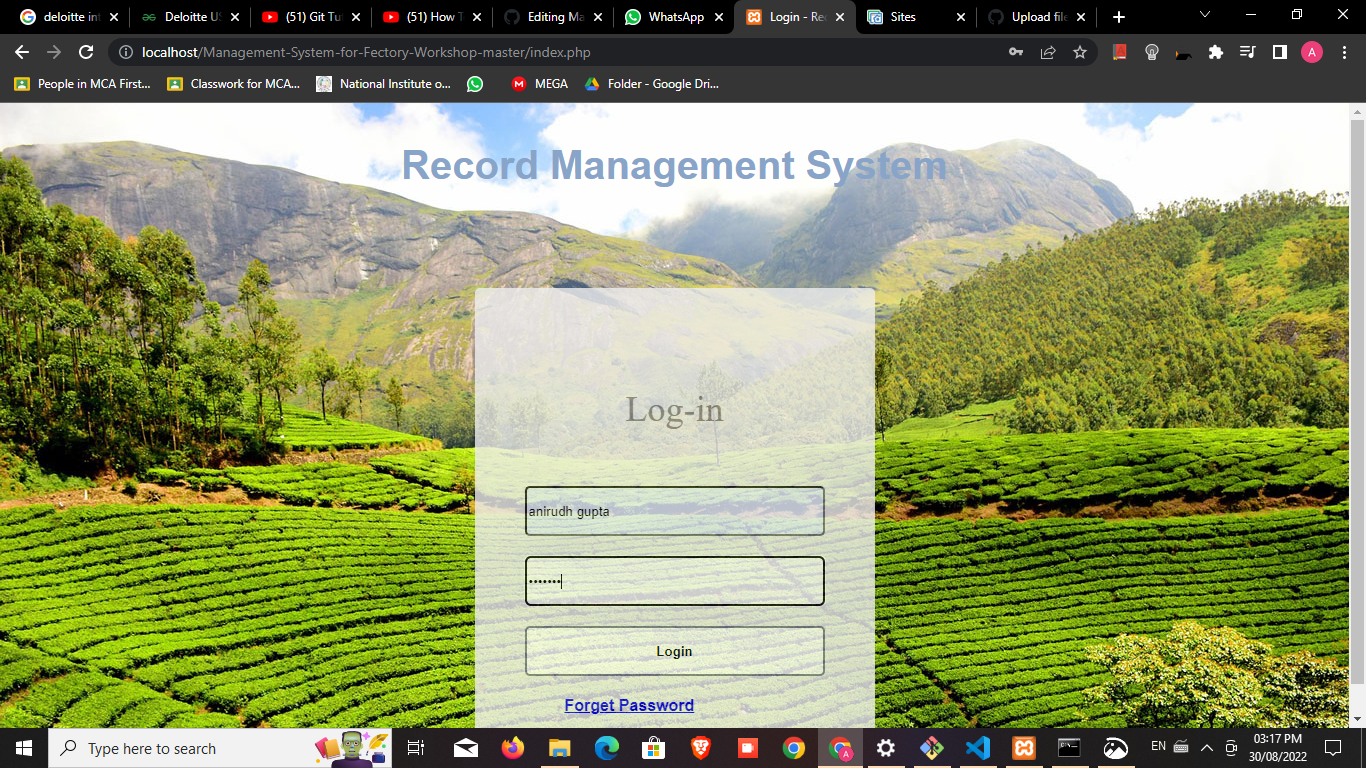 deloitte in
Deloitte U
(51) Git Tu
(51) How T
Editing Ma
WhatsApp
Login - Re
Sites
Upload file
localhost/Management-System-for-Fectory-Workshop-master/index.php
A
People in MCA First...
Classwork for MCA...
National Institute o...
MEGA
Folder - Google Dri...
Record Management System
Log-in
anirudh gupta
•••••••
Login
Forget Password
Type here to search
A
EN
03:17 PM
30/08/2022